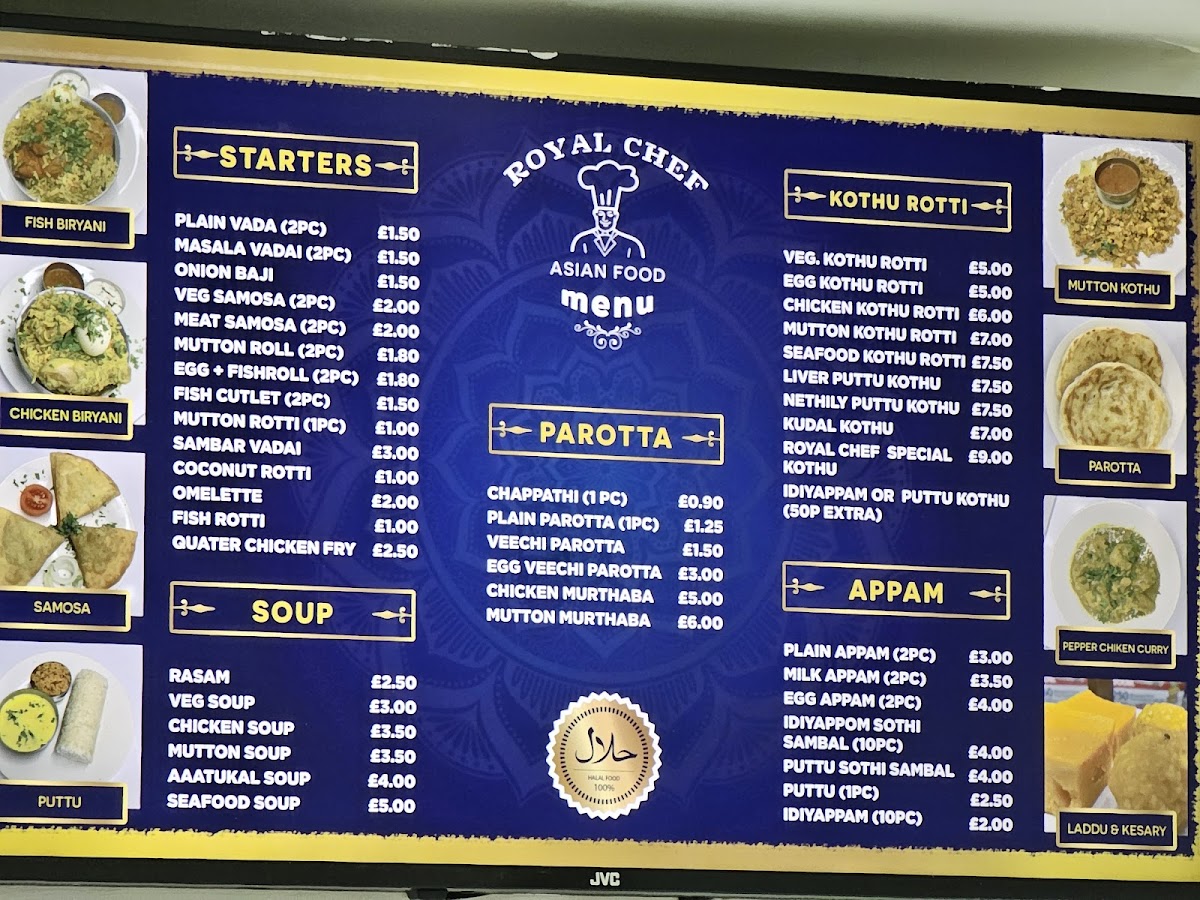 FISH BIRYANI
CHICKEN BIRYANI
SAMOSA
PUTTU
STARTERS
PLAIN VADA (2PC) £1.50
MASALA VADAI (2PC) £1.50
ONION BAJI £1.50
VEG SAMOSA (2PC) £2.00
MEAT SAMOSA (2PC) £2.00
MUTTON ROLL (2PC) £1.80
EGG + FISHROLL (2PC) £1.80
FISH CUTLET (2PC) £1.50
MUTTON ROTTI (1PC) £1.00
SAMBAR VADAI £3.00
COCONUT ROTTI £1.00
OMELETTE £2.00
FISH ROTTI £1.00
QUATER CHICKEN FRY £2.50
SOUP
RASAM £2.50
VEG SOUP £3.00
CHICKEN SOUP £3.50
MUTTON SOUP £3.50
AAATUKAL SOUP £4.00
SEAFOOD SOUP £5.00
ROYAL CHEF
ASIAN FOOD
menu
PAROTTA
CHAPPATHI (1 PC) £0.90
PLAIN PAROTTA (1PC) £1.25
VEECHI PAROTTA £1.50
EGG VEECHI PAROTTA £3.00
CHICKEN MURTHABA £5.00
MUTTON MURTHABA £6.00
حلال
HALAL FOOD
100%
KOTHU ROTTI
VEG. KOTHU ROTTI £5.00
EGG KOTHU ROTTI £5.00
CHICKEN KOTHU ROTTI £6.00
MUTTON KOTHU ROTTI £7.00
SEAFOOD KOTHU ROTTI £7.50
LIVER PUTTU KOTHU £7.50
NETHILY PUTTU KOTHU £7.50
KUDAL KOTHU £7.00
ROYAL CHEF SPECIAL £9.00
KOTHU
IDIYAPPAM OR PUTTU KOTHU
(50P EXTRA)
APPAM
PLAIN APPAM (2PC) £3.00
MILK APPAM (2PC) £3.50
EGG APPAM (2PC) £4.00
IDIYAPPOM SOTHI
SAMBAL (10PC) £4.00
PUTTU SOTHI SAMBAL £4.00
PUTTU (1PC) £2.50
IDIYAPPAM (10PC) £2.00
MUTTON KOTHU
PAROTTA
PEPPER CHIKEN CURRY
LADDU & KESARY
JVC